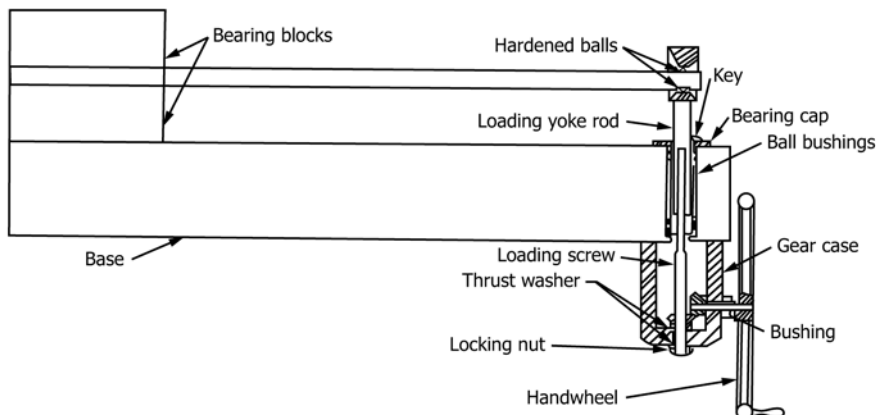 Bearing blocks
Hardened balls
Key
Loading yoke rod
Bearing cap
Ball bushings
Base
Loading screw
Gear case
Thrust washer
Bushing
Locking nut
Handwheel